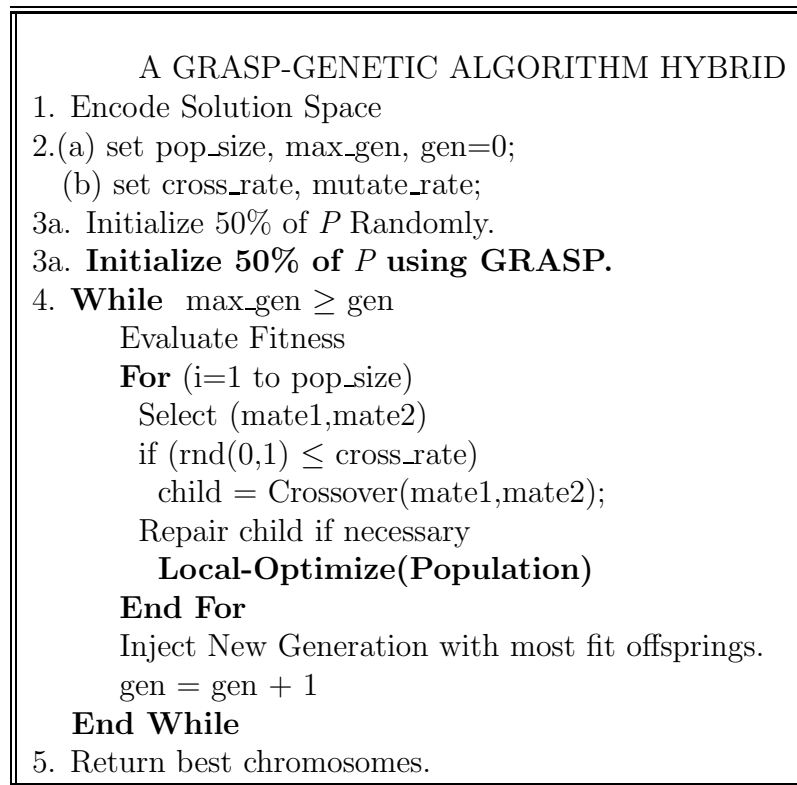 A GRASP-GENETIC ALGORITHM HYBRID
1. Encode Solution Space
2.(a) set pop_size, max_gen, gen=0;
(b) set cross_rate, mutate_rate;
3a. Initialize 50% of P Randomly.
3a. Initialize 50% of P using GRASP.
4. While max_gen ≥ gen
Evaluate Fitness
For (i=1 to pop_size)
Select (mate1,mate2)
if (rnd(0,1) ≤ cross_rate)
child = Crossover(mate1,mate2);
Repair child if necessary
Local-Optimize(Population)
End For
Inject New Generation with most fit offsprings.
gen = gen + 1
End While
5. Return best chromosomes.